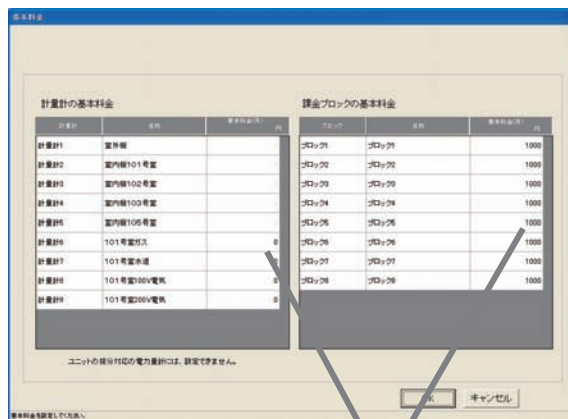 基本料金
計量計の基本料金
計量計 名称 基本料金(月) 円
計量計1 室外機
計量計2 室内機101号室
計量計3 室内機102号室
計量計4 室内機103号室
計量計5 室内機105号室
計量計6 101号室ガス 0
計量計7 101号室水道
計量計8 101号室100V電気 0
計量計9 101号室200V電気 0
課金ブロックの基本料金
ブロック 名称 基本料金(月) 円
ブロック1 ブロック1 1000
ブロック2 ブロック2 1000
ブロック3 ブロック3 1000
ブロック4 ブロック4 1000
ブロック5 ブロック5 1000
ブロック6 ブロック6 1000
ブロック7 ブロック7 1000
ブロック8 ブロック8 1000
ユニットの按分対応の電力量計には、設定できません。
OK キャンセル
基本料金を設定してください。